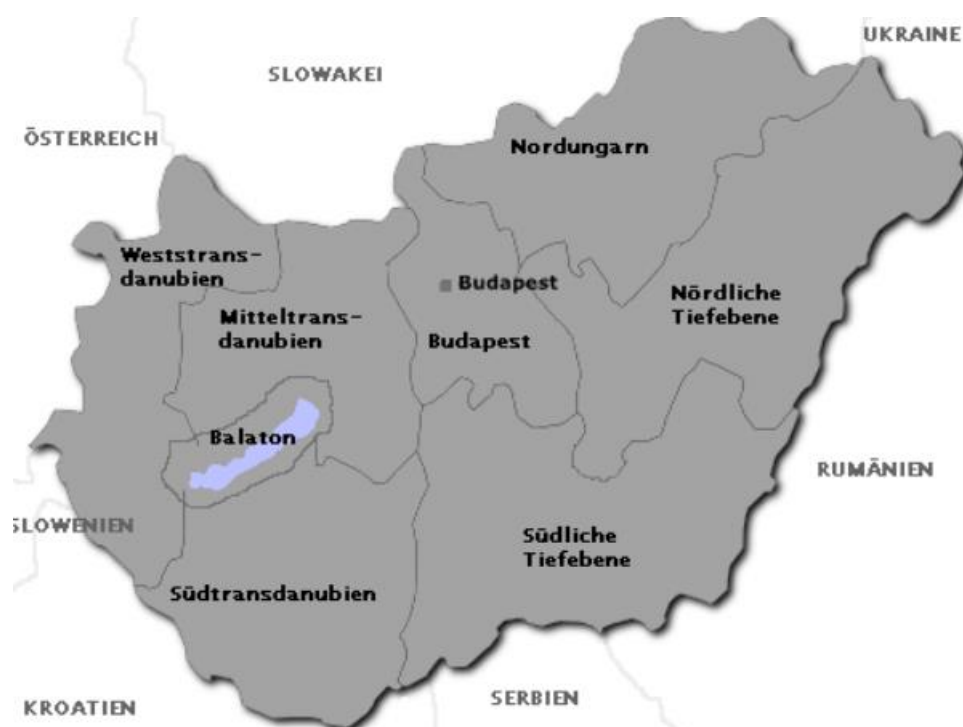 UKRAINE
SLOWAKEI
ÖSTERREICH
Nordungarn
Weststrans-
danubien
Budapest
Nördliche
Tiefebene
Mitteltrans-
danubien
Budapest
Balaton
RUMÄNIEN
SLOWENIEN
Südliche
Tiefebene
Südtransdanubien
SERBIEN
KROATIEN